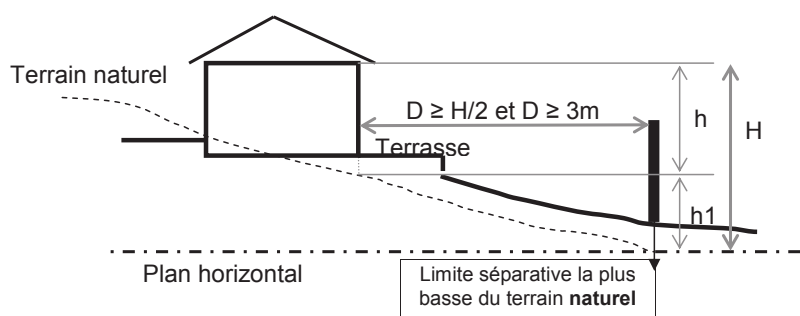 Terrain naturel
D ≥ H/2 et D ≥ 3m
h
H
Terrasse
h1
Plan horizontal
Limite séparative la plus
basse du terrain naturel